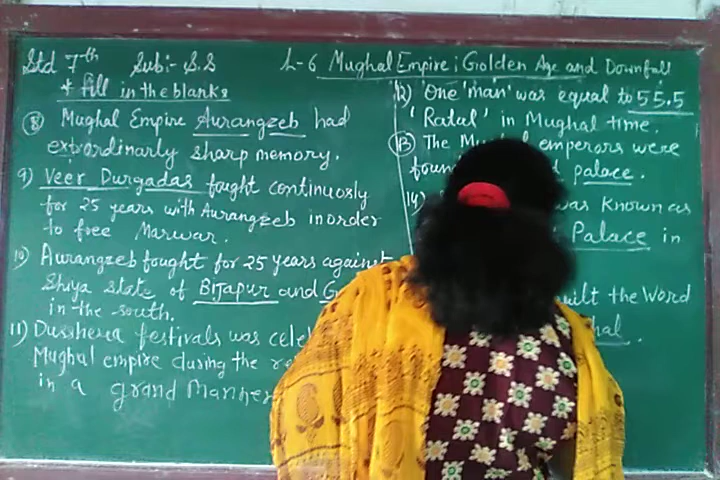 Std 7th Sub:- S.S L-6 Mughal Empire; Golden Age and Downfall
* fill in the blanks
8) Mughal Empire Aurangzeb had
extrordinarly sharp memory.
9) Veer Durgadas fought continuosly
for 25 years with Aurangzeb inorder
to free Marwar.
10) Aurangzeb fought for 25 years against
Shiya state of Bijapur and
in the south.
11) Dusshera festivals was
Mughal empire during the
in a grand Manner
12) 'One 'man' was equal to 55.5
'Ratal' in Mughal time.
13 The emperors were
palace.
14) was known as
Palace in
built the Word